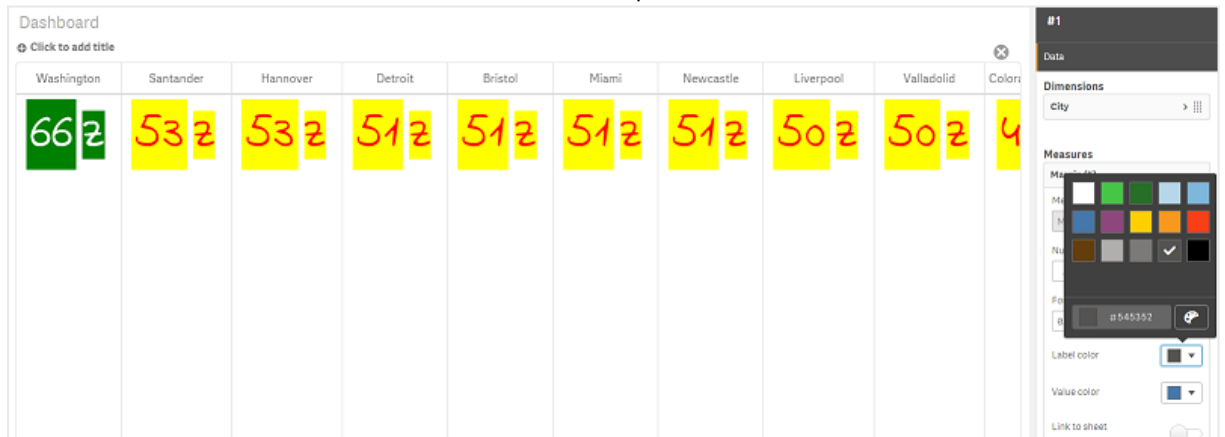 Dashboard
#1
Click to add title
Data
Washington Santander Hannover Detroit Bristol Miami Newcastle Liverpool Valladolid
Dimensions
City
66 z 53 z 53 z 51 z 51 z 51 z 51 z 50 z 50 z
Measures
#545352
Label color
Value color
Link to sheet